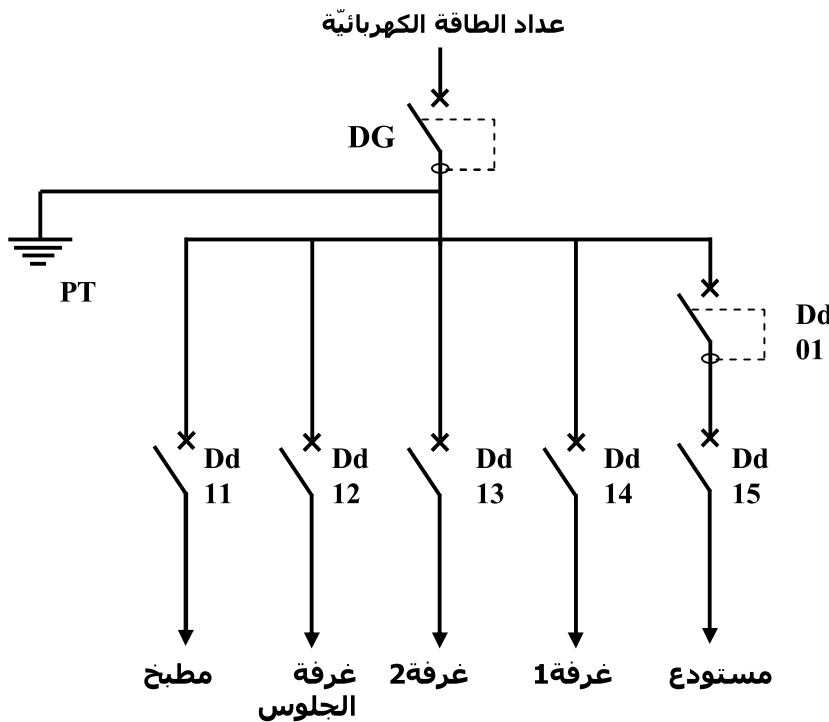 عداد الطاقة الكهربائيّة
DG
PT
Dd
01
Dd
11
Dd
12
Dd
13
Dd
14
Dd
15
مطبخ
غرفة
الجلوس
غرفة2
غرفة1
مستودع